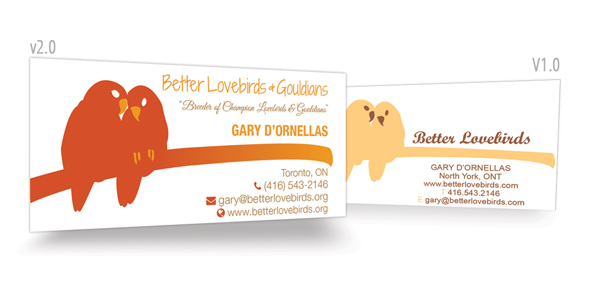 v2.0
Better Lovebirds & Gouldians
"Breeder of Champion Lovebirds & Gouldians"
GARY D'ORNELLAS
Toronto, ON
(416) 543-2146
gary@betterlovebirds.org
www.betterlovebirds.org
V1.0
Better Lovebirds
GARY D'ORNELLAS
North York, ONT
www.betterlovebirds.com
T 416.543.2146
E gary@betterlovebirds.com